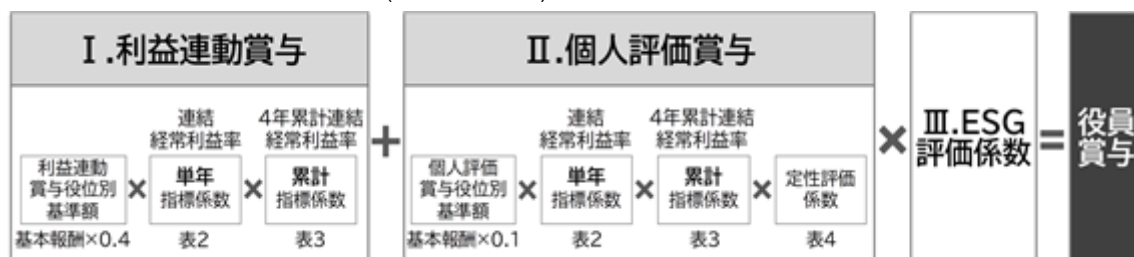 Ⅰ.利益連動賞与
連結
経常利益率
4年累計連結
経常利益率
利益連動
賞与役位別
基準額
×
単年
指標係数
×
累計
指標係数
基本報酬×0.4
表2
表3
+
Ⅱ.個人評価賞与
連結
経常利益率
4年累計連結
経常利益率
個人評価
賞与役位別
基準額
×
単年
指標係数
×
累計
指標係数
×
定性評価
係数
基本報酬×0.1
表2
表3
表4
×
Ⅲ.ESG
評価係数
=
役員
賞与